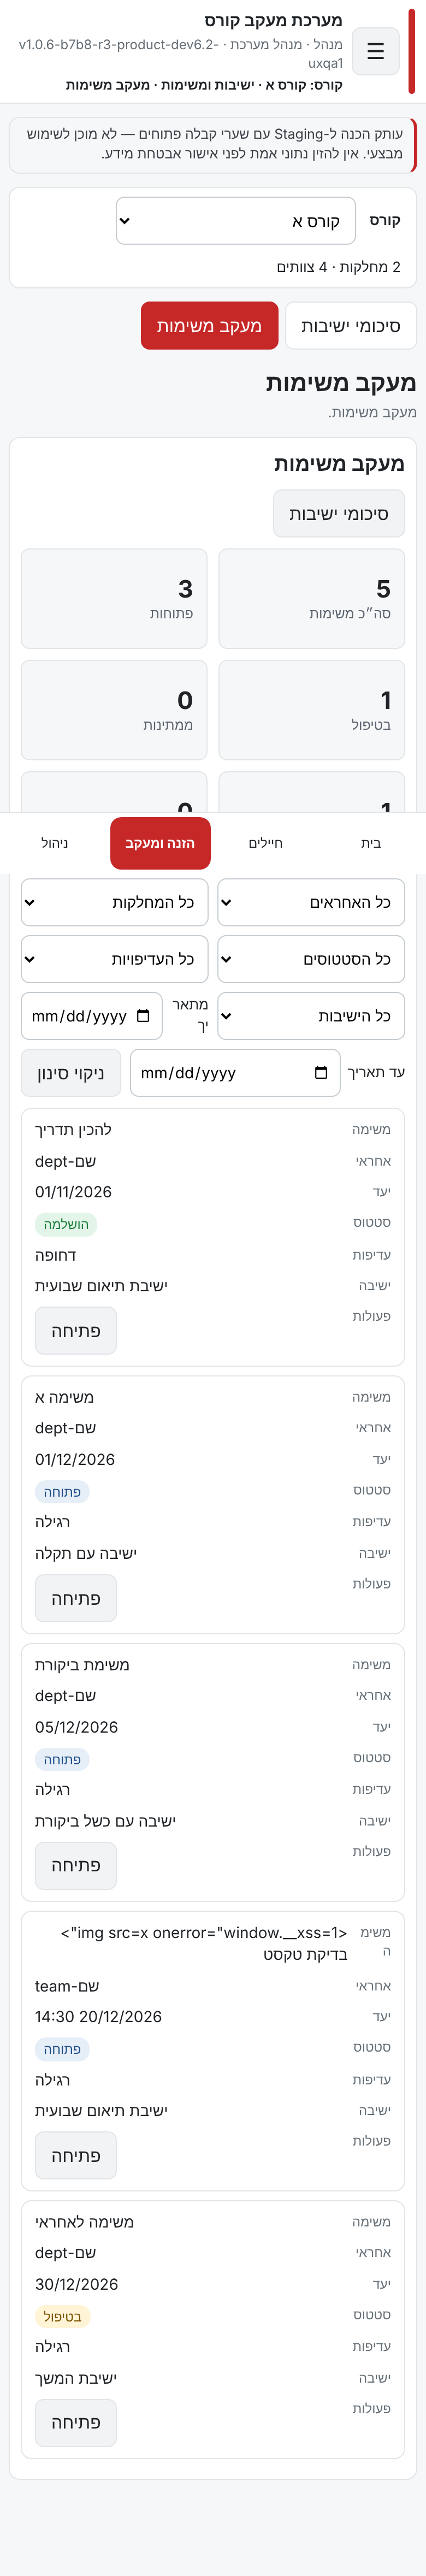 מערכת מעקב קורס
מנהל · מנהל מערכת · v1.0.6-b7b8-r3-product-dev6.2-
uxqa1
קורס: קורס א · ישיבות ומשימות · מעקב משימות
☰
עותק הכנה ל-Staging עם שערי קבלה פתוחים — לא מוכן לשימוש
מבצעי. אין להזין נתוני אמת לפני אישור אבטחת מידע.
קורס
קורס א
2 מחלקות · 4 צוותים
סיכומי ישיבות
מעקב משימות
מעקב משימות
מעקב משימות.
מעקב משימות
סיכומי ישיבות
5
סה״כ משימות
3
פתוחות
1
בטיפול
0
ממתינות
1
0
בית
חיילים
הזנה ומעקב
ניהול
כל האחראים
כל המחלקות
כל הסטטוסים
כל העדיפויות
כל הישיבות
מתאר
יך
mm/dd/yyyy
עד תאריך
mm/dd/yyyy
ניקוי סינון
משימה
להכין תדריך
אחראי
שם-dept
יעד
01/11/2026
סטטוס
הושלמה
עדיפות
דחופה
ישיבה
ישיבת תיאום שבועית
פעולות
פתיחה
משימה
משימה א
אחראי
שם-dept
יעד
01/12/2026
סטטוס
פתוחה
עדיפות
רגילה
ישיבה
ישיבה עם תקלה
פעולות
פתיחה
משימה
משימת ביקורת
אחראי
שם-dept
יעד
05/12/2026
סטטוס
פתוחה
עדיפות
רגילה
ישיבה
ישיבה עם כשל ביקורת
פעולות
פתיחה
משימ
ה
<img src=x onerror="window.__xss=1">
בדיקת טקסט
אחראי
שם-team
יעד
20/12/2026 14:30
סטטוס
פתוחה
עדיפות
רגילה
ישיבה
ישיבת תיאום שבועית
פעולות
פתיחה
משימה
משימה לאחראי
אחראי
שם-dept
יעד
30/12/2026
סטטוס
בטיפול
עדיפות
רגילה
ישיבה
ישיבת המשך
פעולות
פתיחה